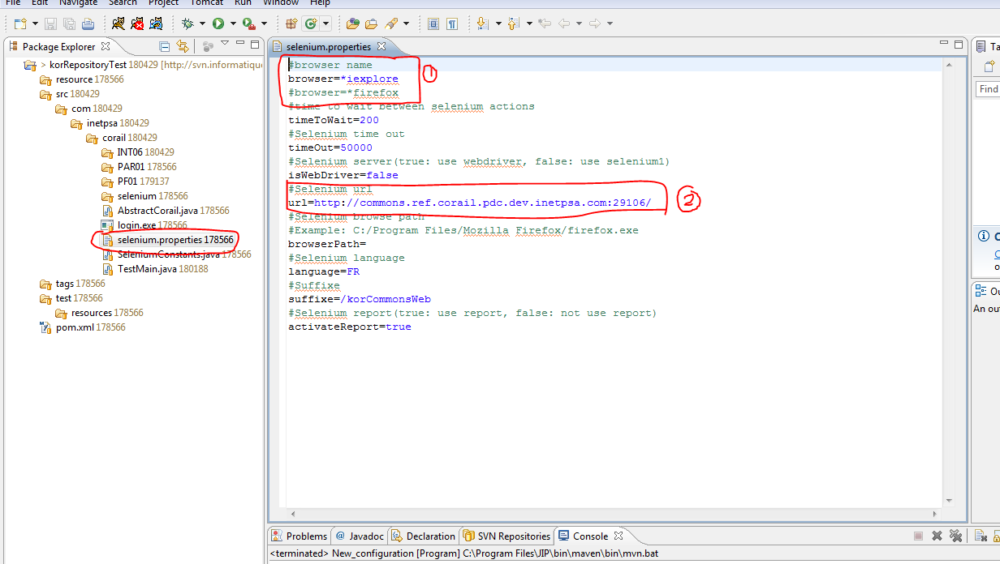 File Edit Navigate Search Project Tomcat Run Window Help
Package Explorer
selenium.properties
> korRepositoryTest 180429 [http://svn.informatique
resource 178566
src 180429
com 180429
inetpsa 180429
corail 180429
INT06 180429
PAR01 178566
PF01 179137
selenium 178566
AbstractCorail.java 178566
login.exe 178566
selenium.properties 178566
SeleniumConstants.java 178566
TestMain.java 180188
tags 178566
test 178566
resources 178566
pom.xml 178566
#browser name
browser=*iexplore
#browser=*firefox
1
#time to wait between selenium actions
timeToWait=200
#Selenium time out
timeOut=50000
#Selenium server(true: use webdriver, false: use selenium1)
isWebDriver=false
#Selenium url
url=http://commons.ref.corail.pdc.dev.inetpsa.com:29106/
2
#Selenium browse path
#Example: C:/Program Files/Mozilla Firefox/firefox.exe
browserPath=
#Selenium language
language=FR
#Suffixe
suffixe=/korCommonsWeb
#Selenium report(true: use report, false: not use report)
activateReport=true
Find
An ou
Problems @ Javadoc Declaration SVN Repositories Console
<terminated> New_configuration [Program] C:\Program Files\JIP\bin\maven\bin\mvn.bat